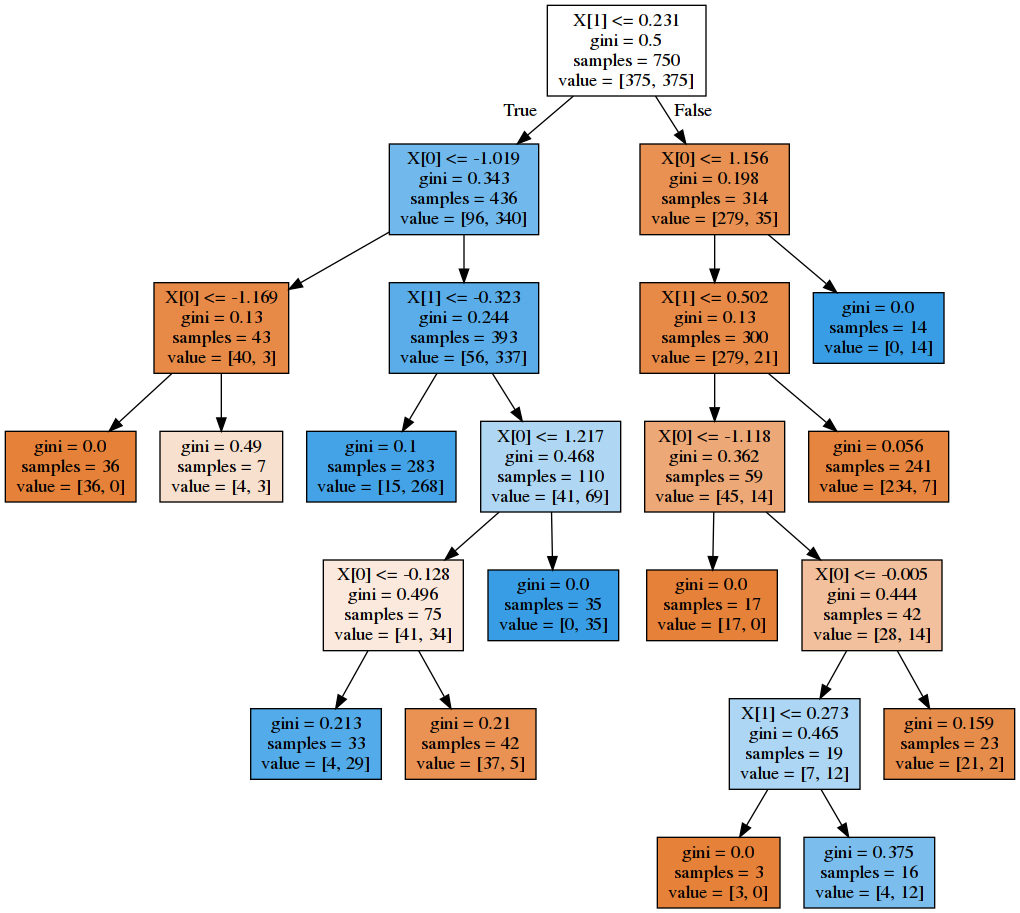 X[1] <= 0.231
gini = 0.5
samples = 750
value = [375, 375]
True
False
X[0] <= -1.019
gini = 0.343
samples = 436
value = [96, 340]
X[0] <= 1.156
gini = 0.198
samples = 314
value = [279, 35]
X[0] <= -1.169
gini = 0.13
samples = 43
value = [40, 3]
X[1] <= -0.323
gini = 0.244
samples = 393
value = [56, 337]
X[1] <= 0.502
gini = 0.13
samples = 300
value = [279, 21]
gini = 0.0
samples = 14
value = [0, 14]
gini = 0.0
samples = 36
value = [36, 0]
gini = 0.49
samples = 7
value = [4, 3]
gini = 0.1
samples = 283
value = [15, 268]
X[0] <= 1.217
gini = 0.468
samples = 110
value = [41, 69]
X[0] <= -1.118
gini = 0.362
samples = 59
value = [45, 14]
gini = 0.056
samples = 241
value = [234, 7]
X[0] <= -0.128
gini = 0.496
samples = 75
value = [41, 34]
gini = 0.0
samples = 35
value = [0, 35]
gini = 0.0
samples = 17
value = [17, 0]
X[0] <= -0.005
gini = 0.444
samples = 42
value = [28, 14]
gini = 0.213
samples = 33
value = [4, 29]
gini = 0.21
samples = 42
value = [37, 5]
X[1] <= 0.273
gini = 0.465
samples = 19
value = [7, 12]
gini = 0.159
samples = 23
value = [21, 2]
gini = 0.0
samples = 3
value = [3, 0]
gini = 0.375
samples = 16
value = [4, 12]